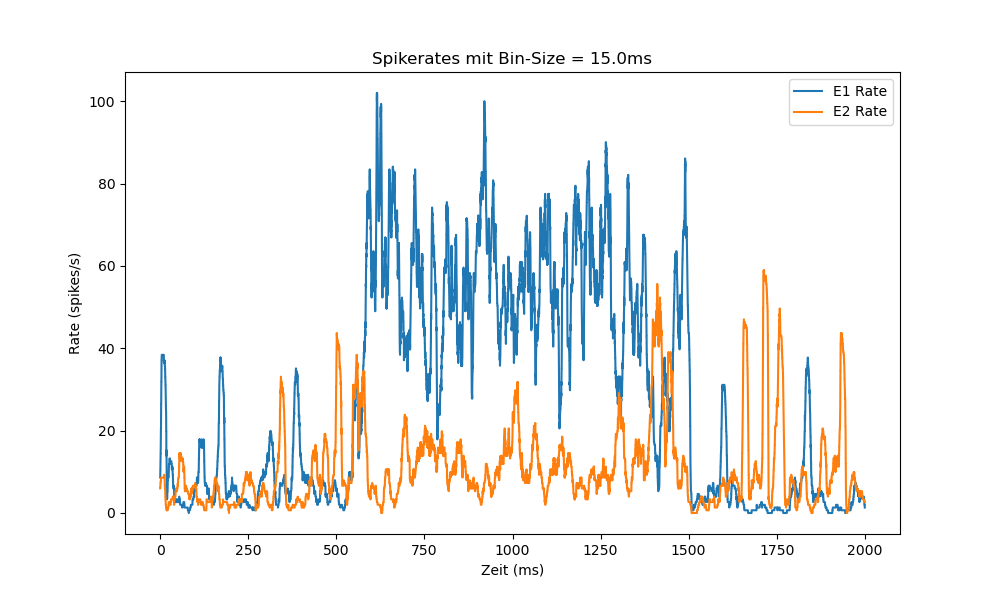 Spikerates mit Bin-Size = 15.0ms
E1 Rate
E2 Rate
Rate (spikes/s)
100
80
60
40
20
0
0 250 500 750 1000 1250 1500 1750 2000
Zeit (ms)